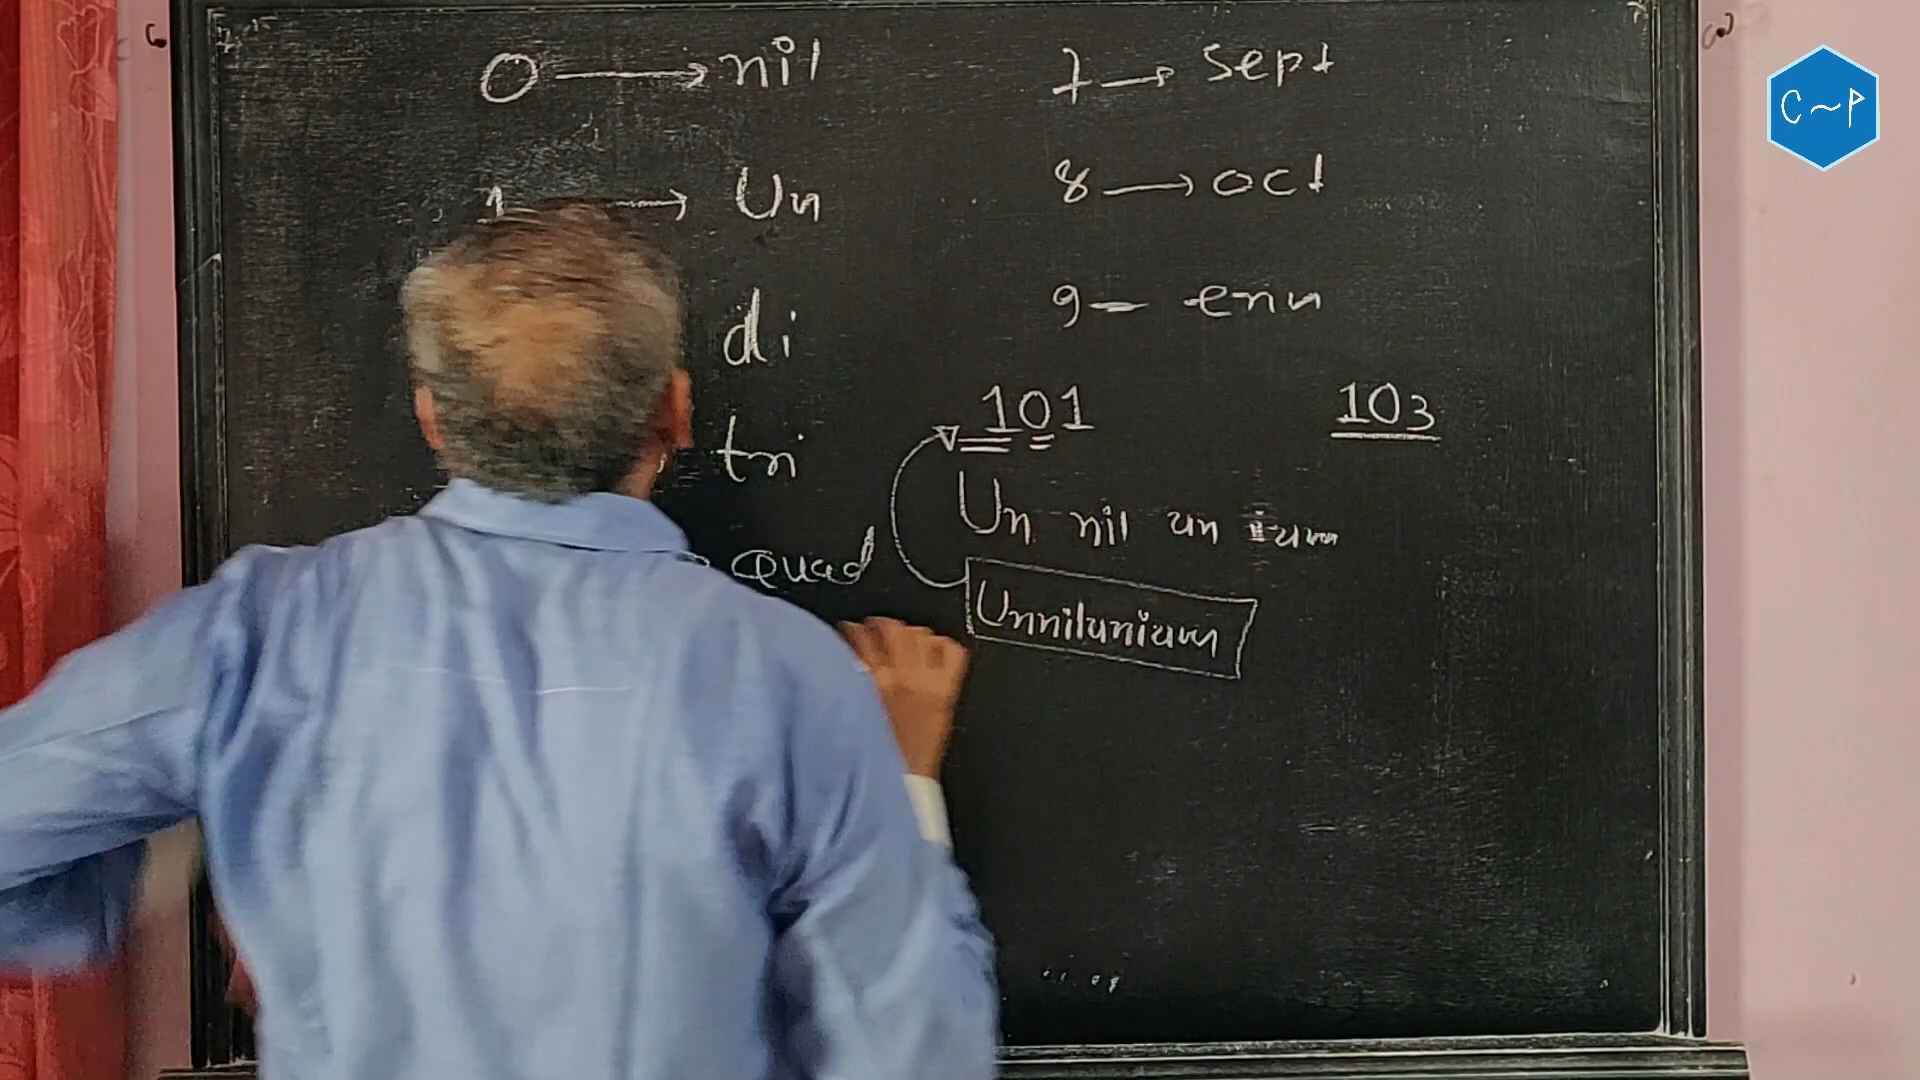 0 → nil
1 → Un
di
tri
quad
7 → sept
8 → oct
9 — enn
101
Un nil un ium
Unnilunium
103
C~P